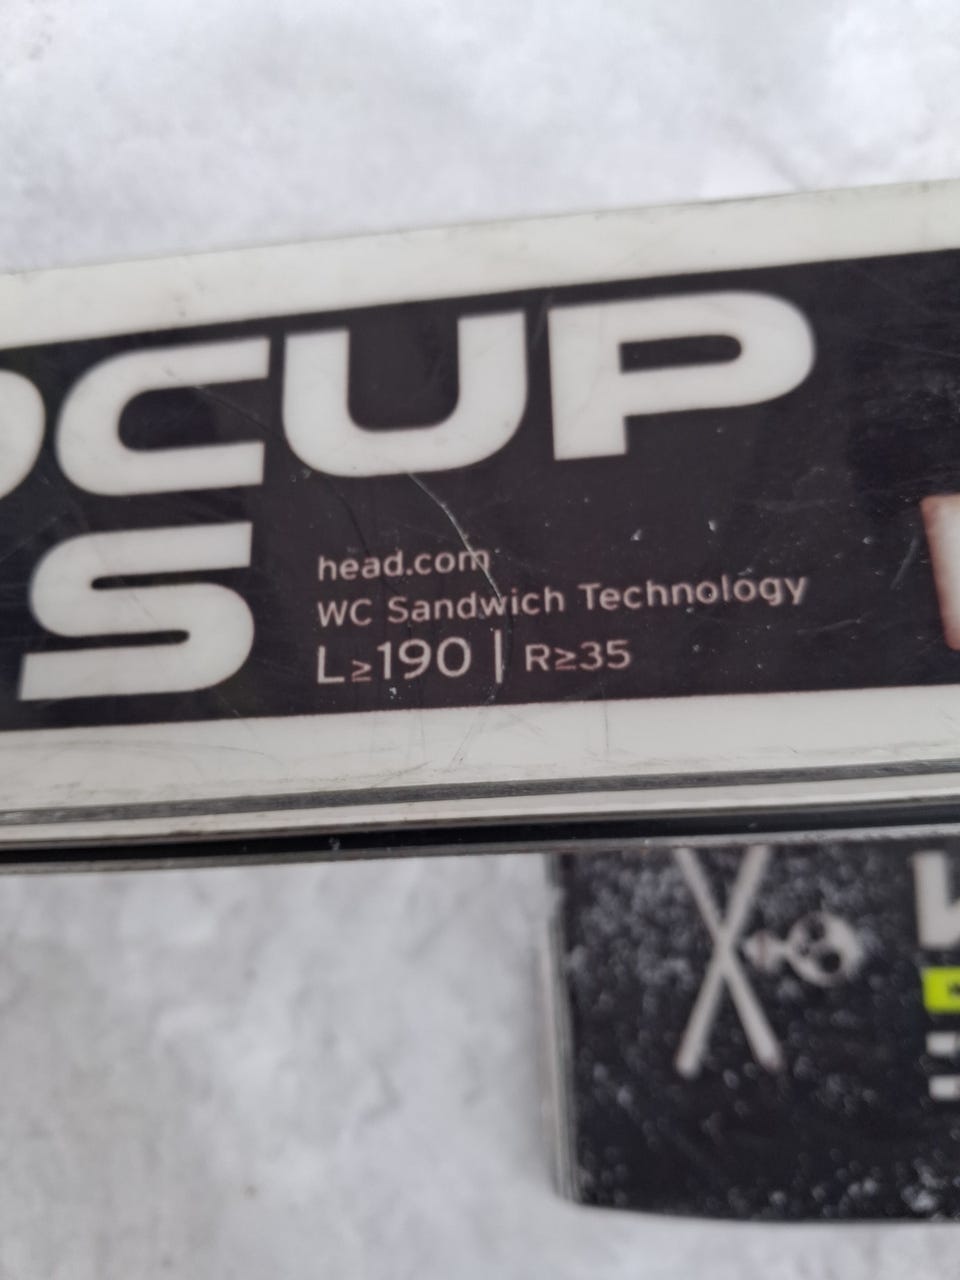 CUP
S
head.com
WC Sandwich Technology
L≥190 | R≥35